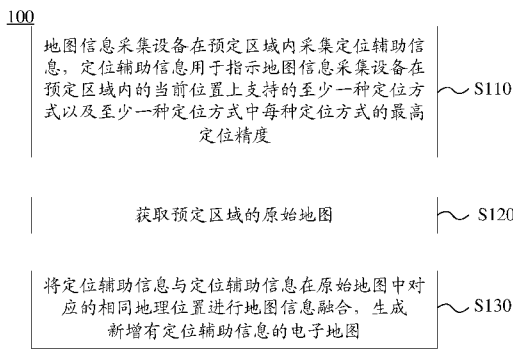 100
地图信息采集设备在预定区域内采集定位辅助信
息，定位辅助信息用于指示地图信息采集设备在
预定区域内的当前位置上支持的至少一种定位方
式以及至少一种定位方式中每种定位方式的最高
定位精度
S110
获取预定区域的原始地图
S120
将定位辅助信息与定位辅助信息在原始地图中对
应的相同地理位置进行地图信息融合，生成
新增有定位辅助信息的电子地图
S130